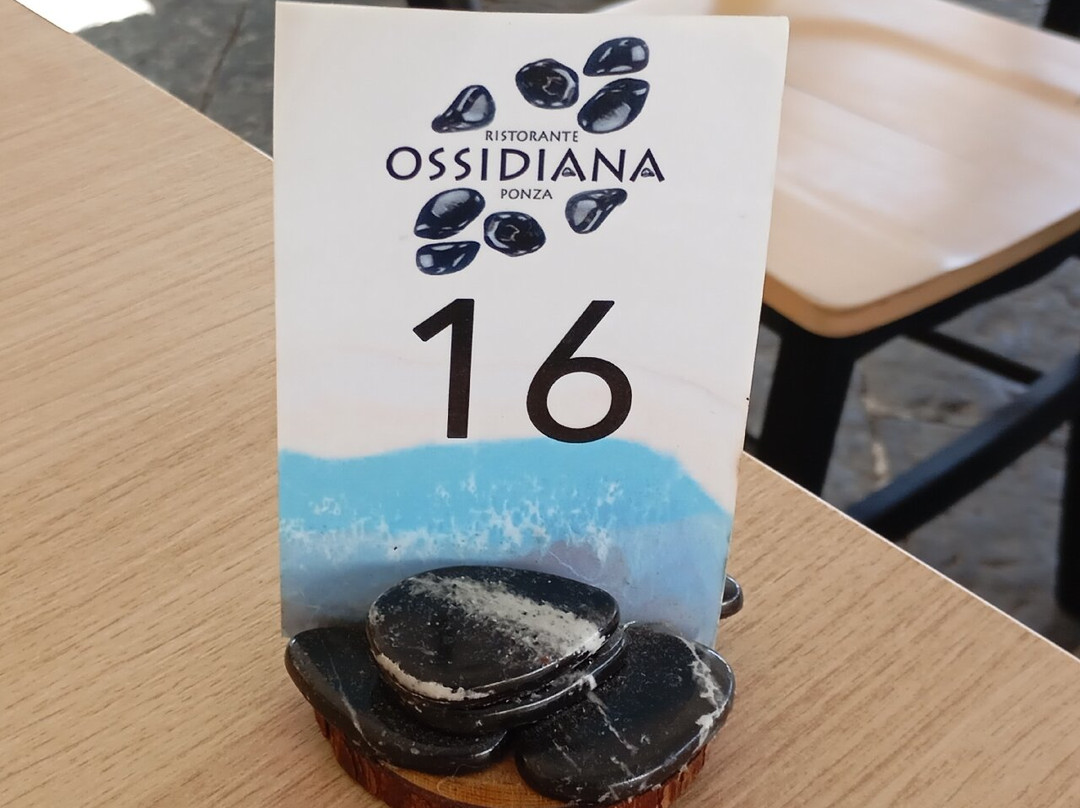 RISTORANTE
OSSIDIANA
PONZA
16